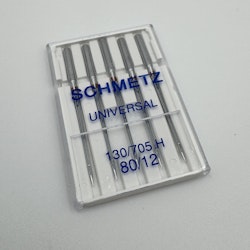 SCHMETZ
UNIVERSAL
130/705 H
80/12